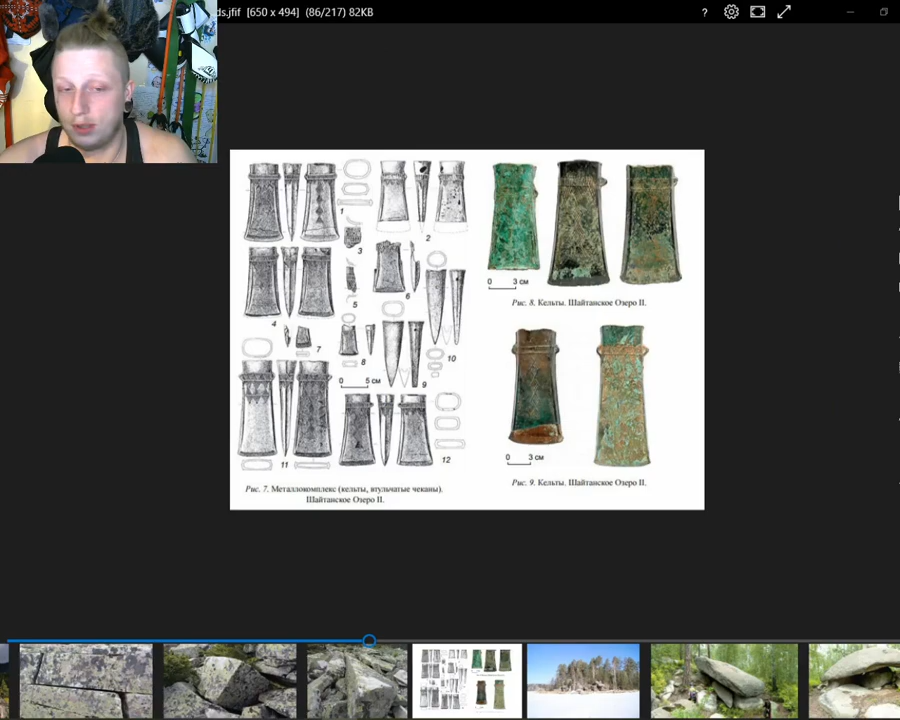 ds.jfif [650 x 494] (86/217) 82KB
?
1
2
3
3 см
Рис. 8. Кельты. Шайтанское Озеро II.
4
5
6
7
8
9
10
0 5 см
0 3 см
11
12
Рис. 7. Металлокомплекс (кельты, втульчатые чеканы).
Шайтанское Озеро II.
Рис. 9. Кельты. Шайтанское Озеро II.